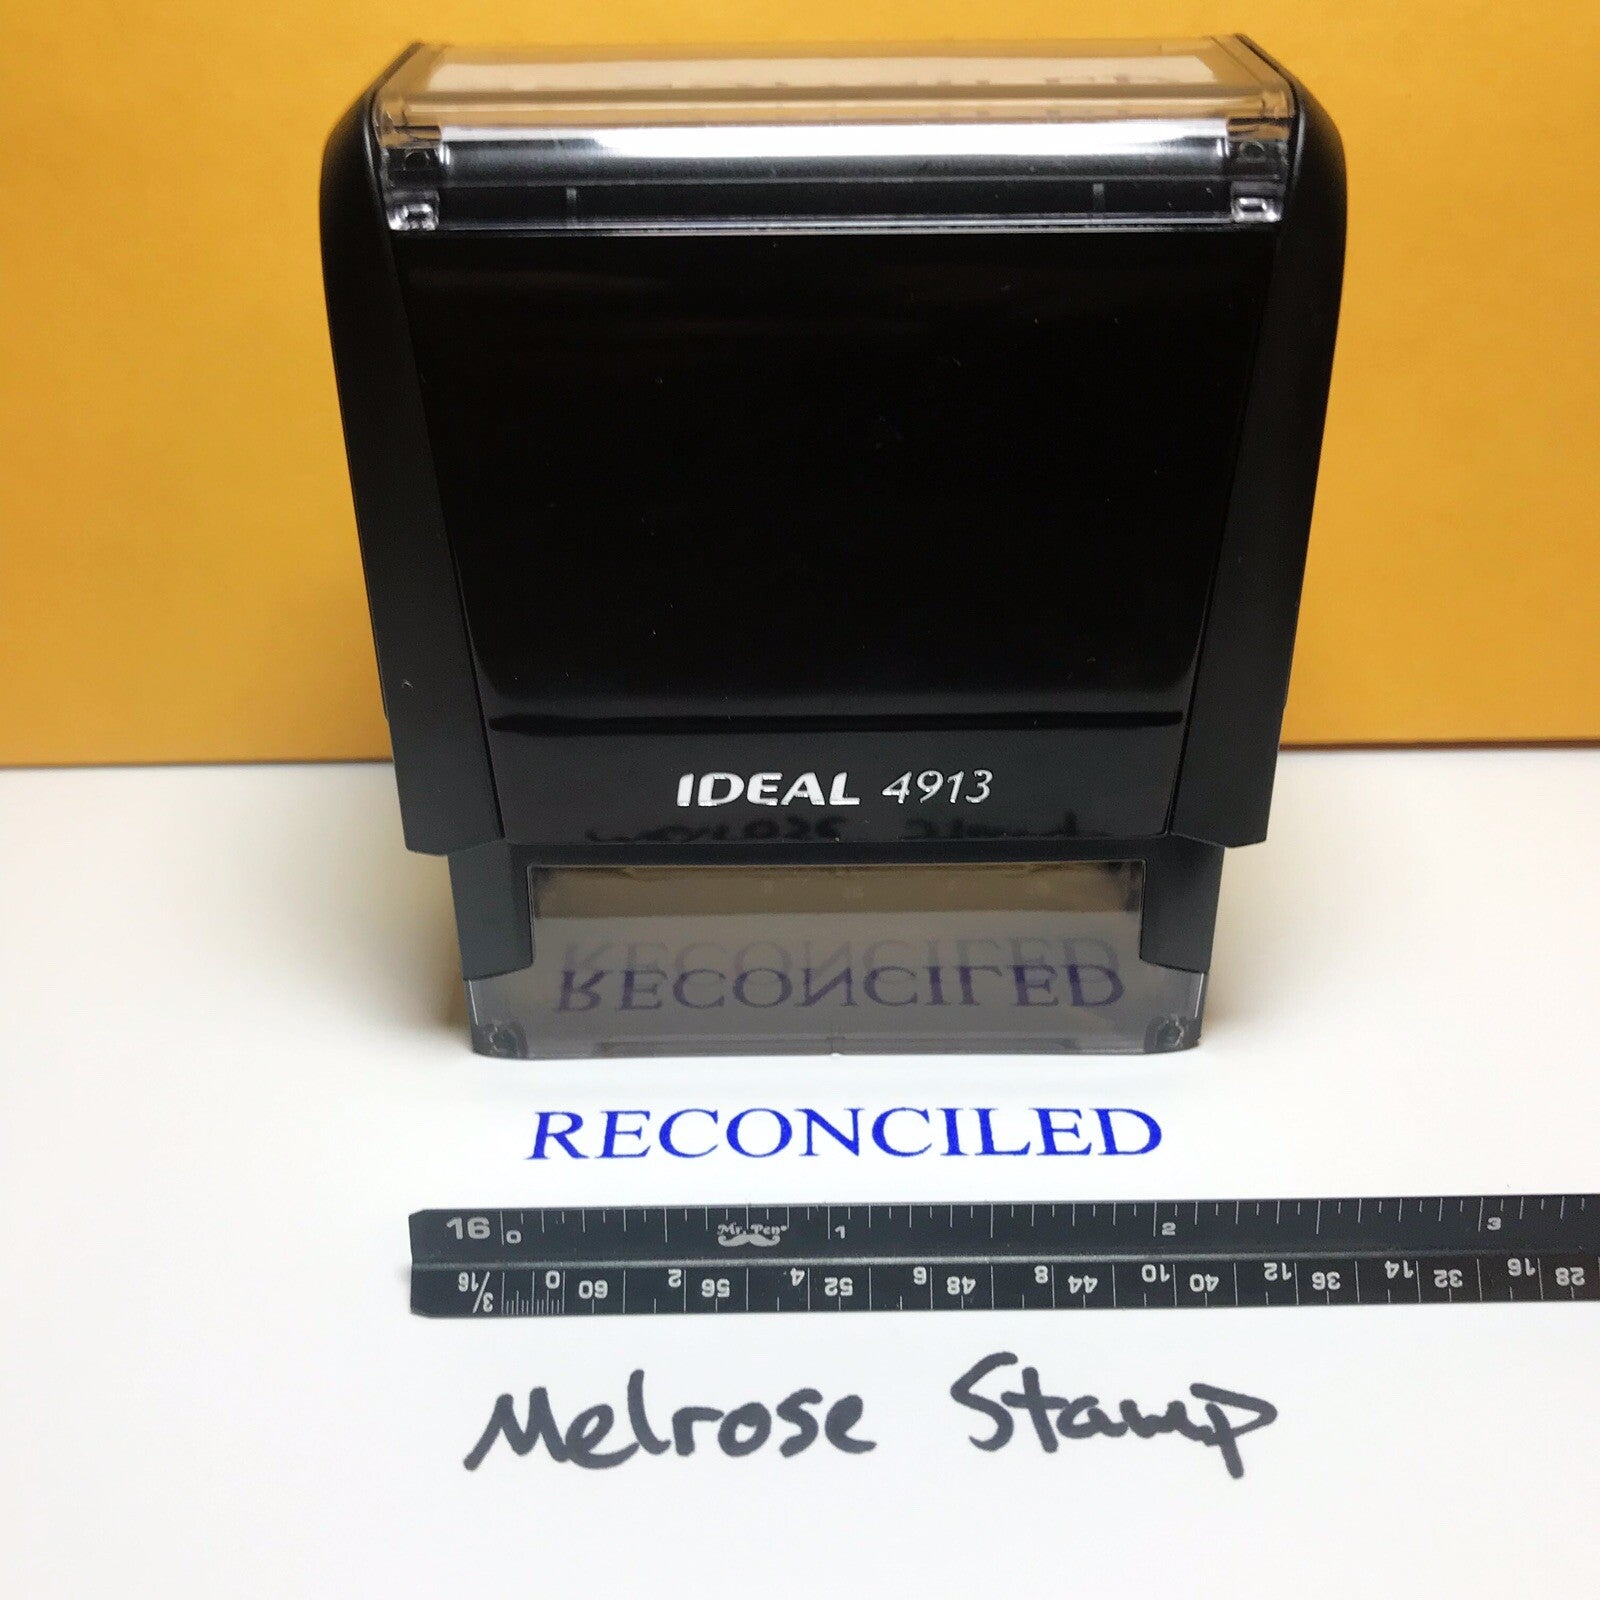 IDEAL 4913
RECONCILED
RECONCILED
16 0 Mr. Pen 1 2 3
3/16 0 60 2 56 4 52 6 48 8 44 10 40 12 36 14 32 16 28
Melrose Stamp